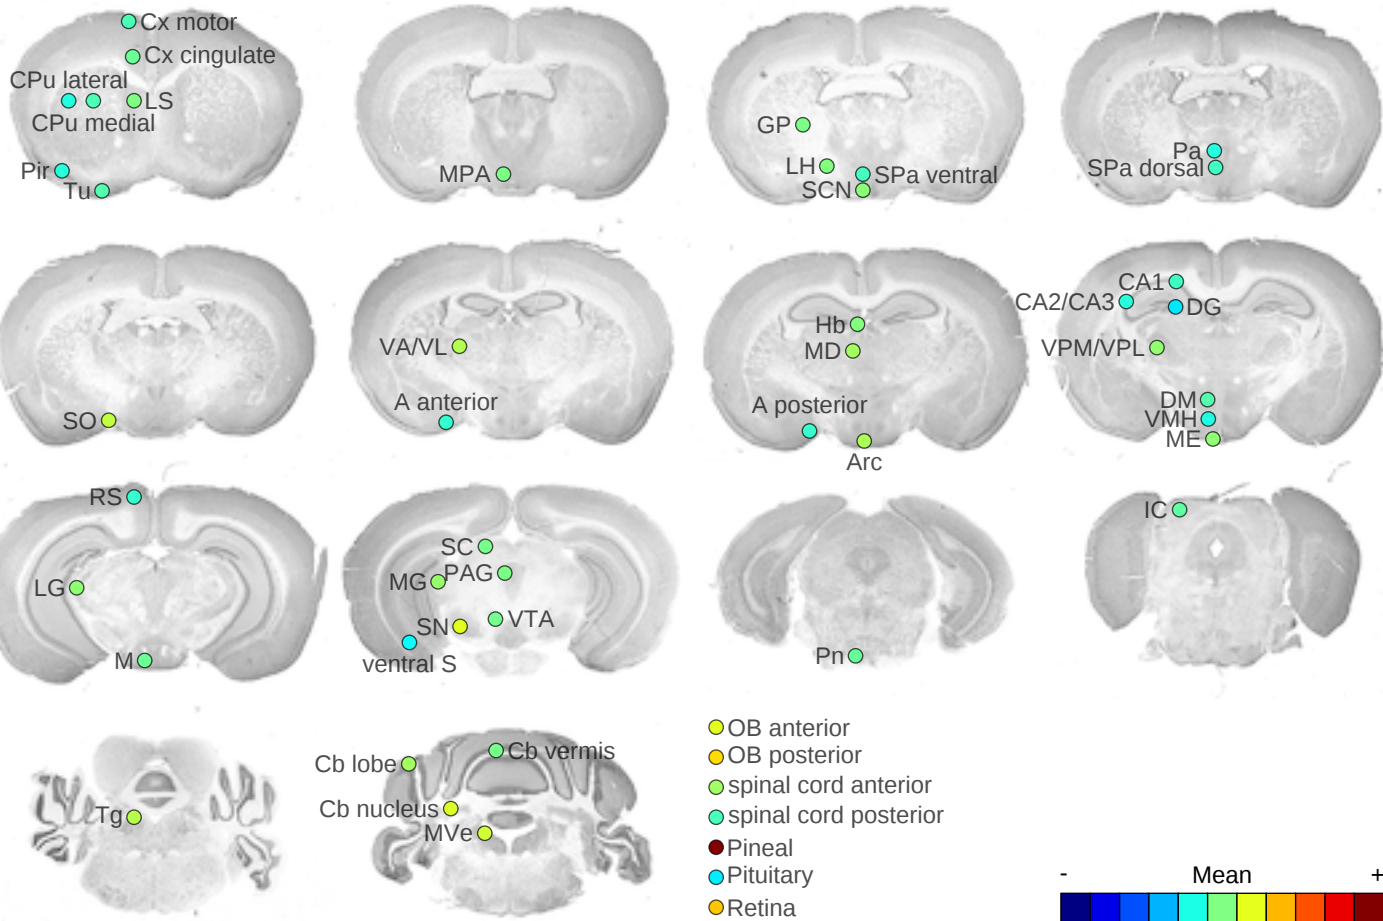 Cx motor
Cx cingulate
CPu lateral
LS
CPu medial
Pir
Tu
MPA
GP
LH
SPa ventral
SCN
Pa
SPa dorsal
SO
VA/VL
A anterior
Hb
MD
A posterior
Arc
CA1
CA2/CA3
DG
VPM/VPL
DM
VMH
ME
RS
LG
M
SC
PAG
MG
VTA
SN
ventral S
Pn
IC
Tg
Cb vermis
Cb lobe
Cb nucleus
MVe
OB anterior
OB posterior
spinal cord anterior
spinal cord posterior
Pineal
Pituitary
Retina
- Mean +